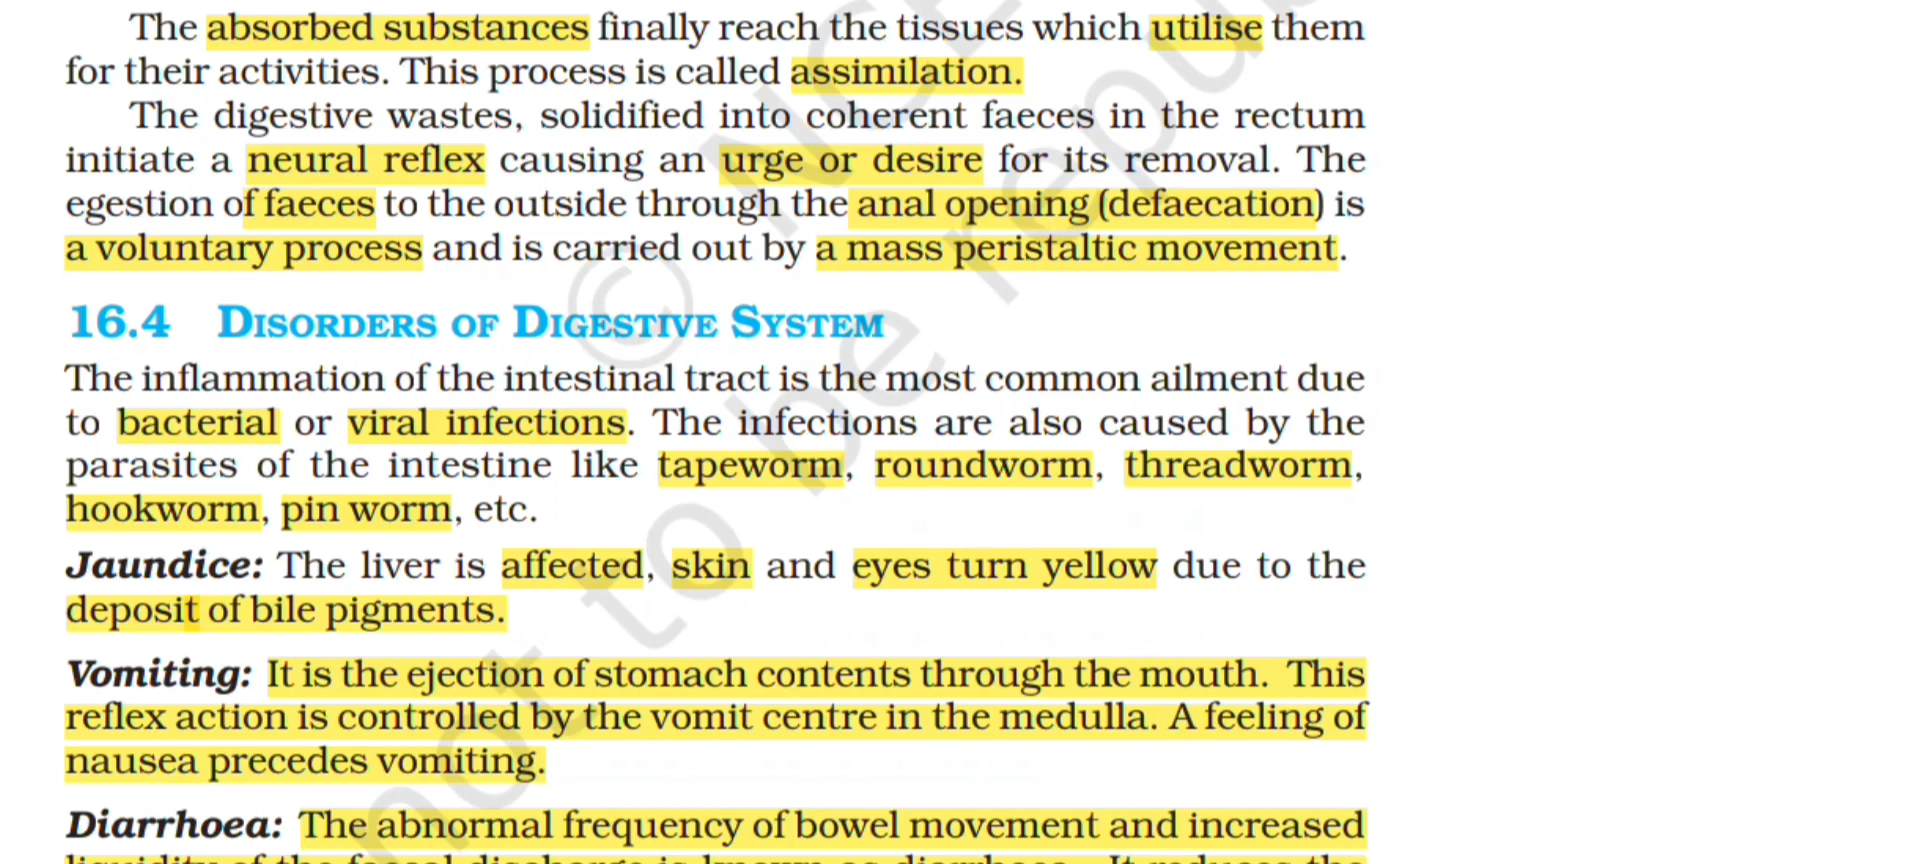 The absorbed substances finally reach the tissues which utilise them
for their activities. This process is called assimilation.
The digestive wastes, solidified into coherent faeces in the rectum
initiate a neural reflex causing an urge or desire for its removal. The
egestion of faeces to the outside through the anal opening (defaecation) is
a voluntary process and is carried out by a mass peristaltic movement.
16.4 DISORDERS OF DIGESTIVE SYSTEM
The inflammation of the intestinal tract is the most common ailment due
to bacterial or viral infections. The infections are also caused by the
parasites of the intestine like tapeworm, roundworm, threadworm,
hookworm, pin worm, etc.
Jaundice: The liver is affected, skin and eyes turn yellow due to the
deposit of bile pigments.
Vomiting: It is the ejection of stomach contents through the mouth. This
reflex action is controlled by the vomit centre in the medulla. A feeling of
nausea precedes vomiting.
Diarrhoea: The abnormal frequency of bowel movement and increased
© NCE
not to be repu